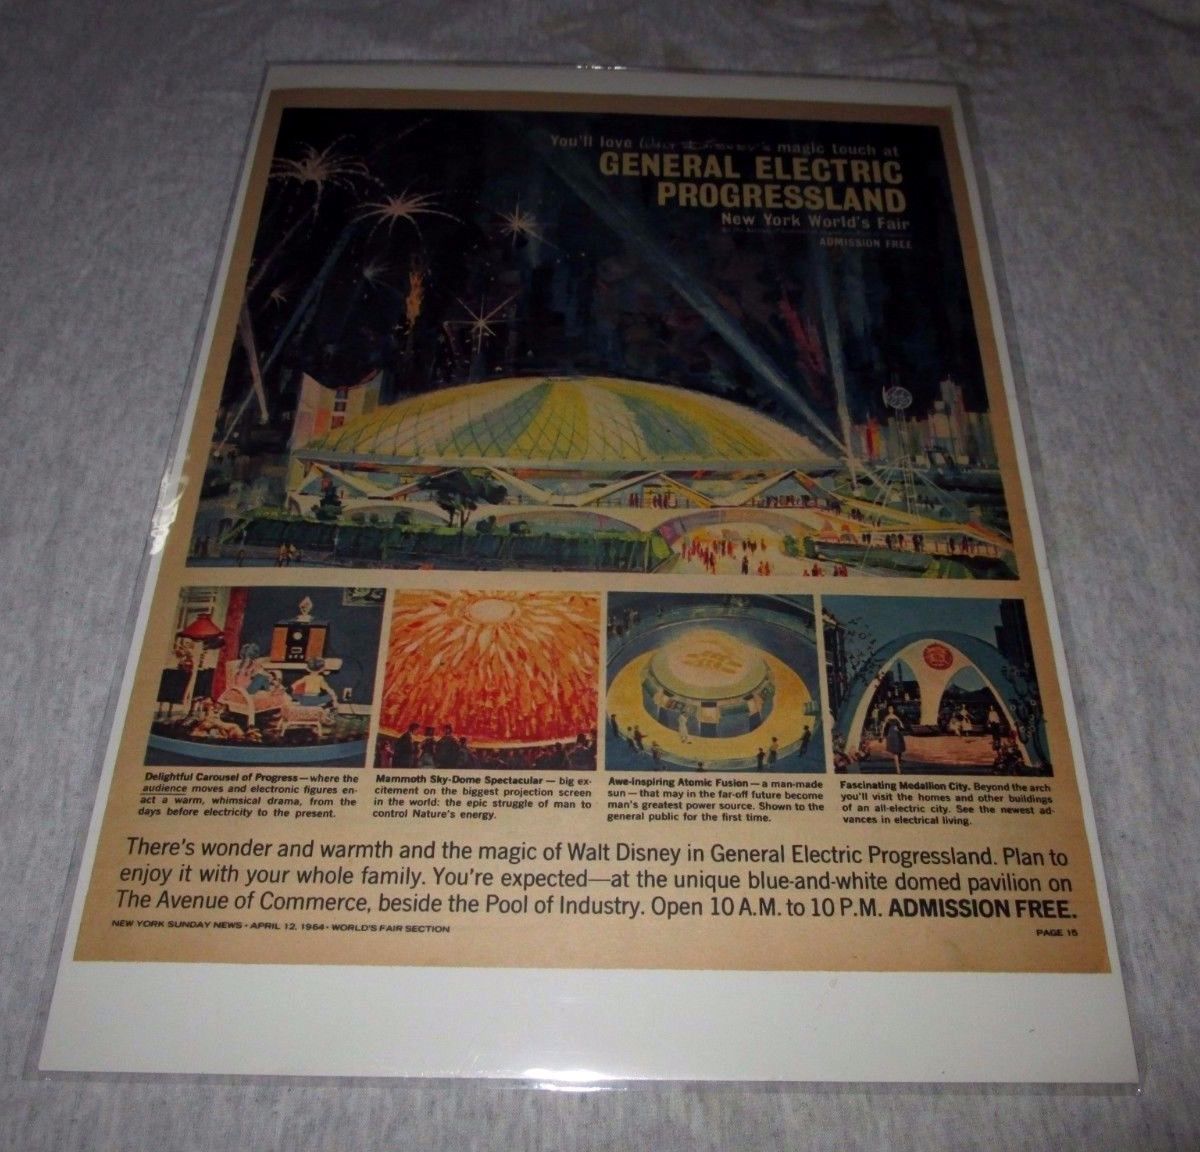 You'll love Walt Disney's magic touch at
GENERAL ELECTRIC
PROGRESSLAND
New York World's Fair
ADMISSION FREE
Delightful Carousel of Progress—where the
audience moves and electronic figures en-
act a warm, whimsical drama, from the
days before electricity to the present.
Mammoth Sky-Dome Spectacular — big ex-
citement on the biggest projection screen
in the world: the epic struggle of man to
control Nature's energy.
Awe-Inspiring Atomic Fusion — a man-made
sun — that may in the far-off future become
man's greatest power source. Shown to the
general public for the first time.
Fascinating Medallion City. Beyond the arch
you'll visit the homes and other buildings
of an all-electric city. See the newest ad-
vances in electrical living.
There's wonder and warmth and the magic of Walt Disney in General Electric Progressland. Plan to
enjoy it with your whole family. You're expected—at the unique blue-and-white domed pavilion on
The Avenue of Commerce, beside the Pool of Industry. Open 10 A.M. to 10 P.M. ADMISSION FREE.
NEW YORK SUNDAY NEWS • APRIL 12, 1964 • WORLD'S FAIR SECTION
PAGE 15